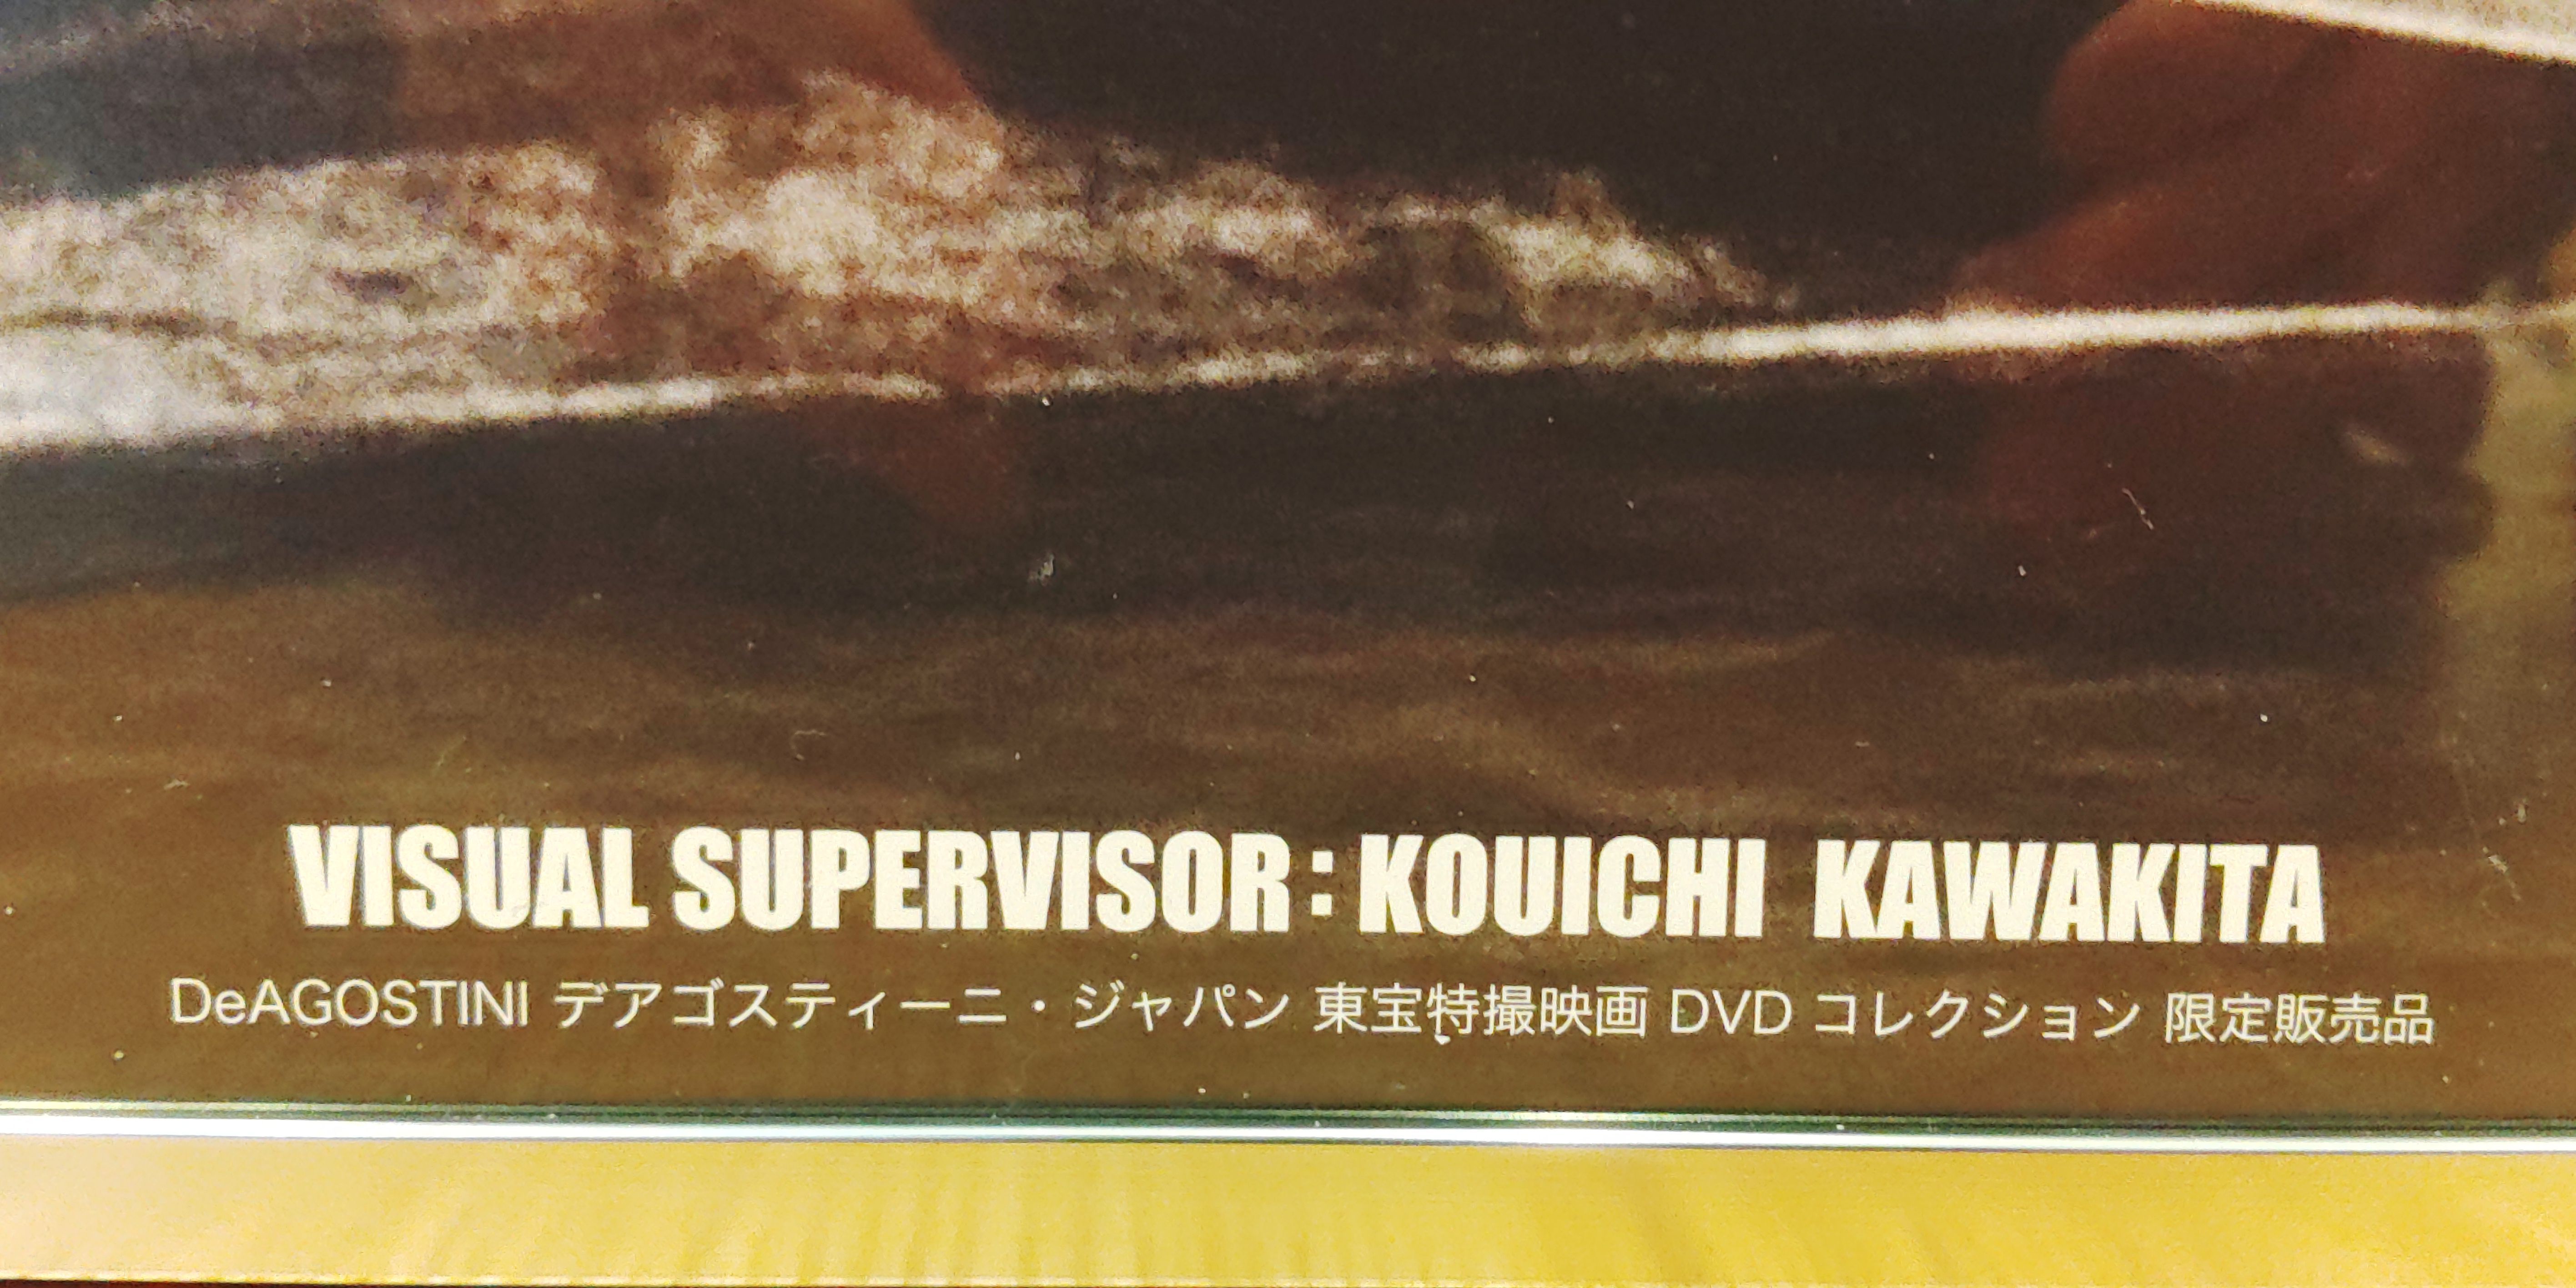 VISUAL SUPERVISOR : KOUICHI KAWAKITA
DeAGOSTINI デアゴスティーニ・ジャパン 東宝特撮映画 DVD コレクション 限定販売品